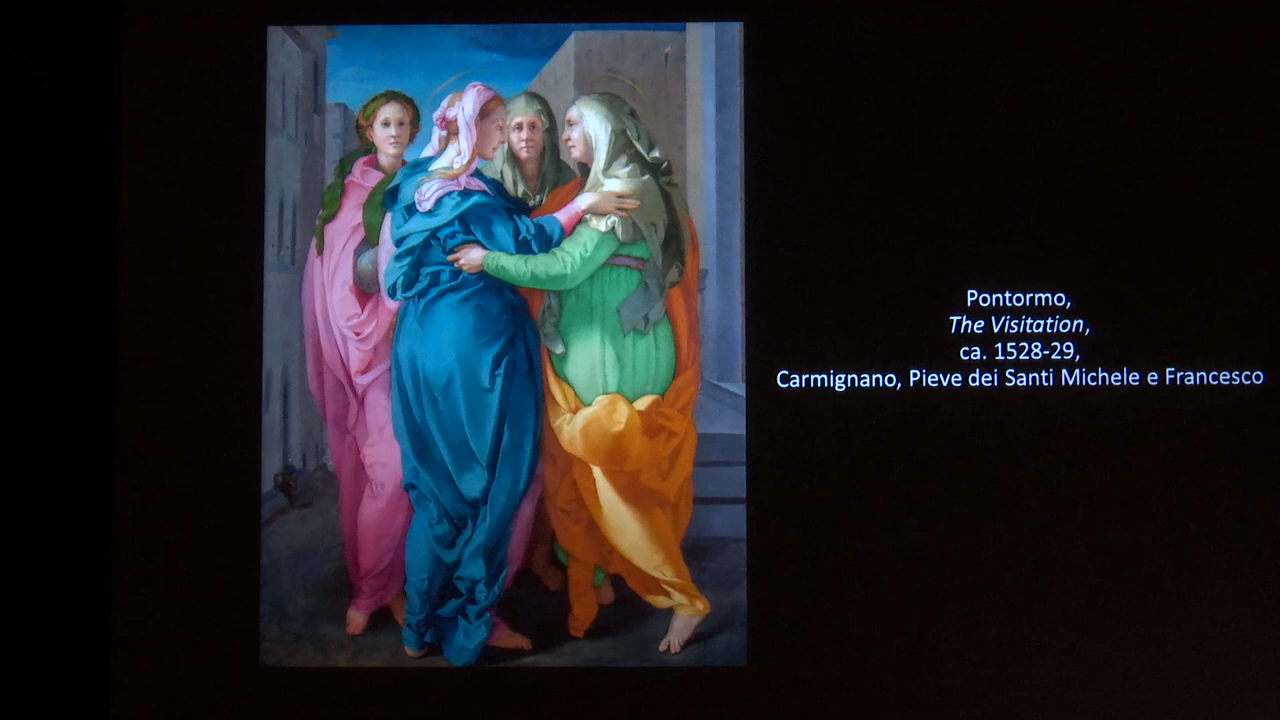 Pontormo,
The Visitation,
ca. 1528-29,
Carmignano, Pieve dei Santi Michele e Francesco